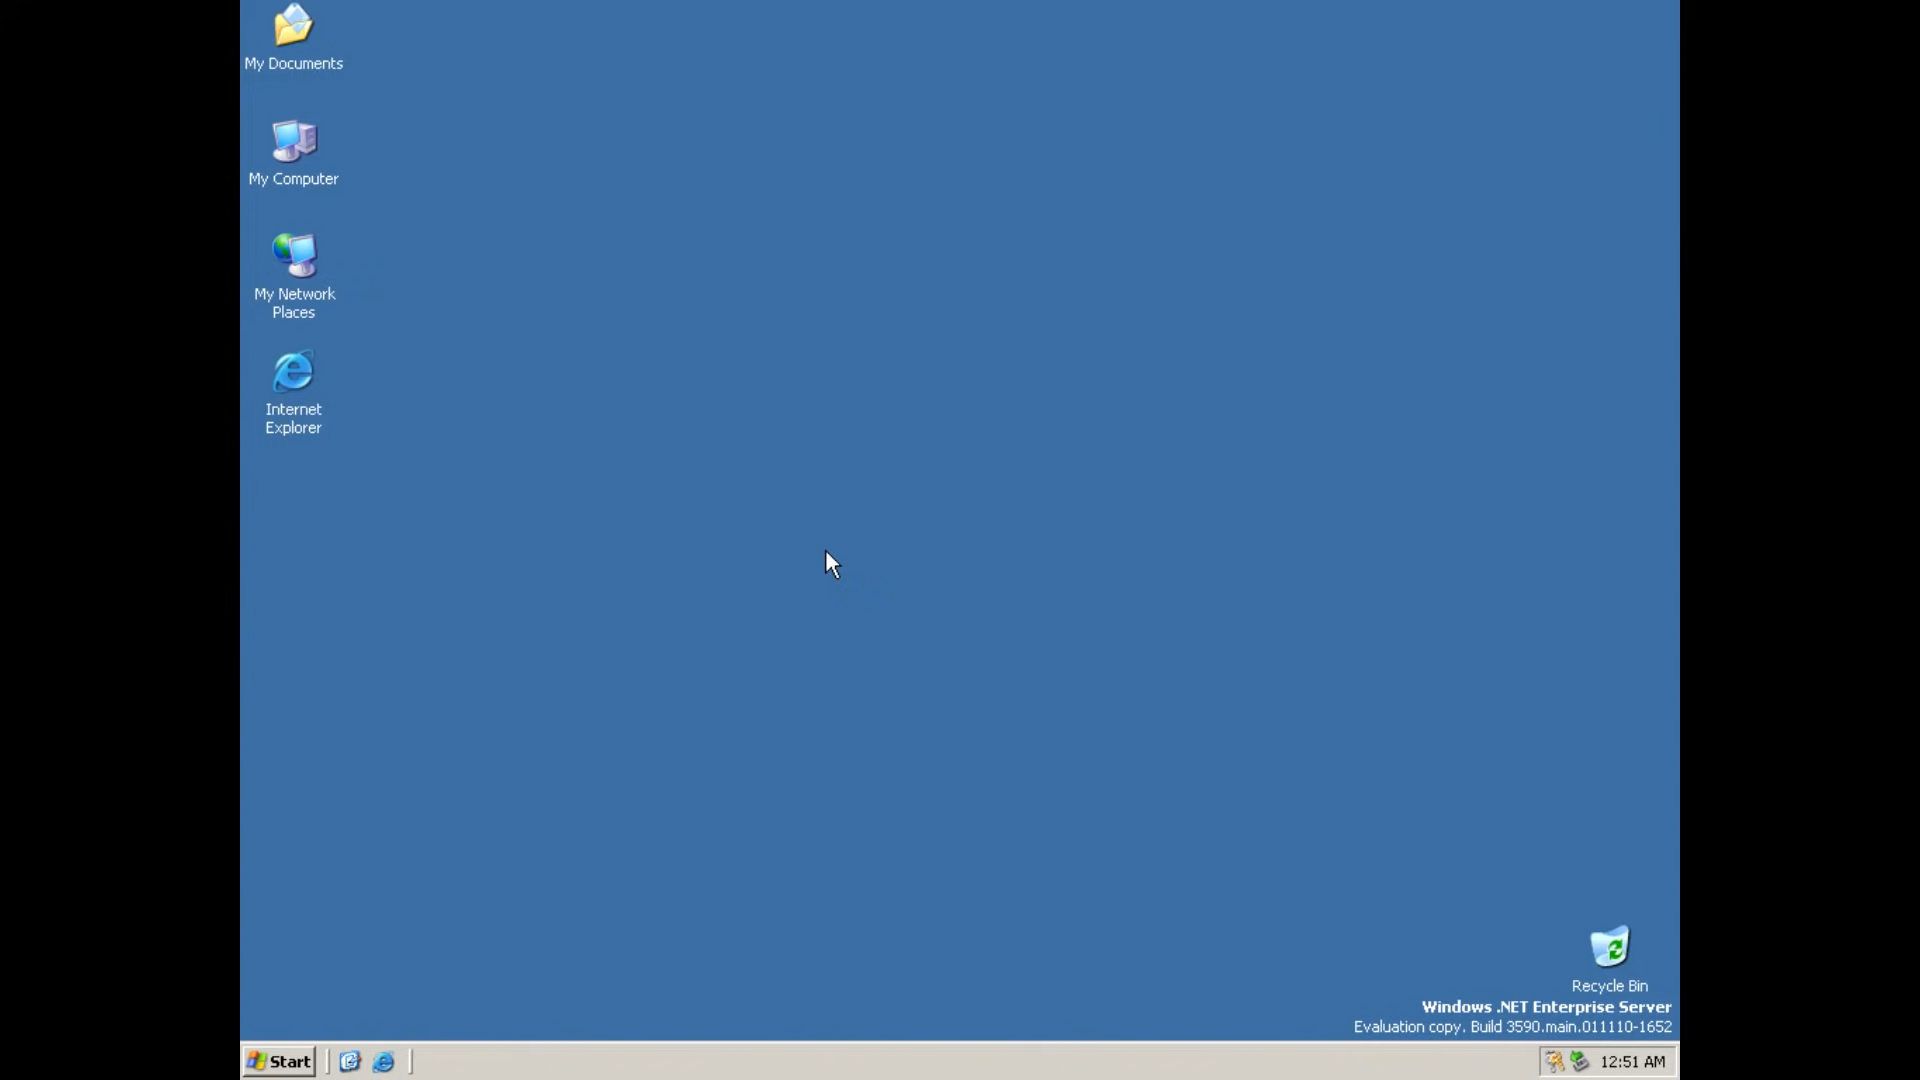 My Documents
My Computer
My Network
Places
Internet
Explorer
Recycle Bin
Windows .NET Enterprise Server
Evaluation copy. Build 3590.main.011110-1652
Start
12:51 AM